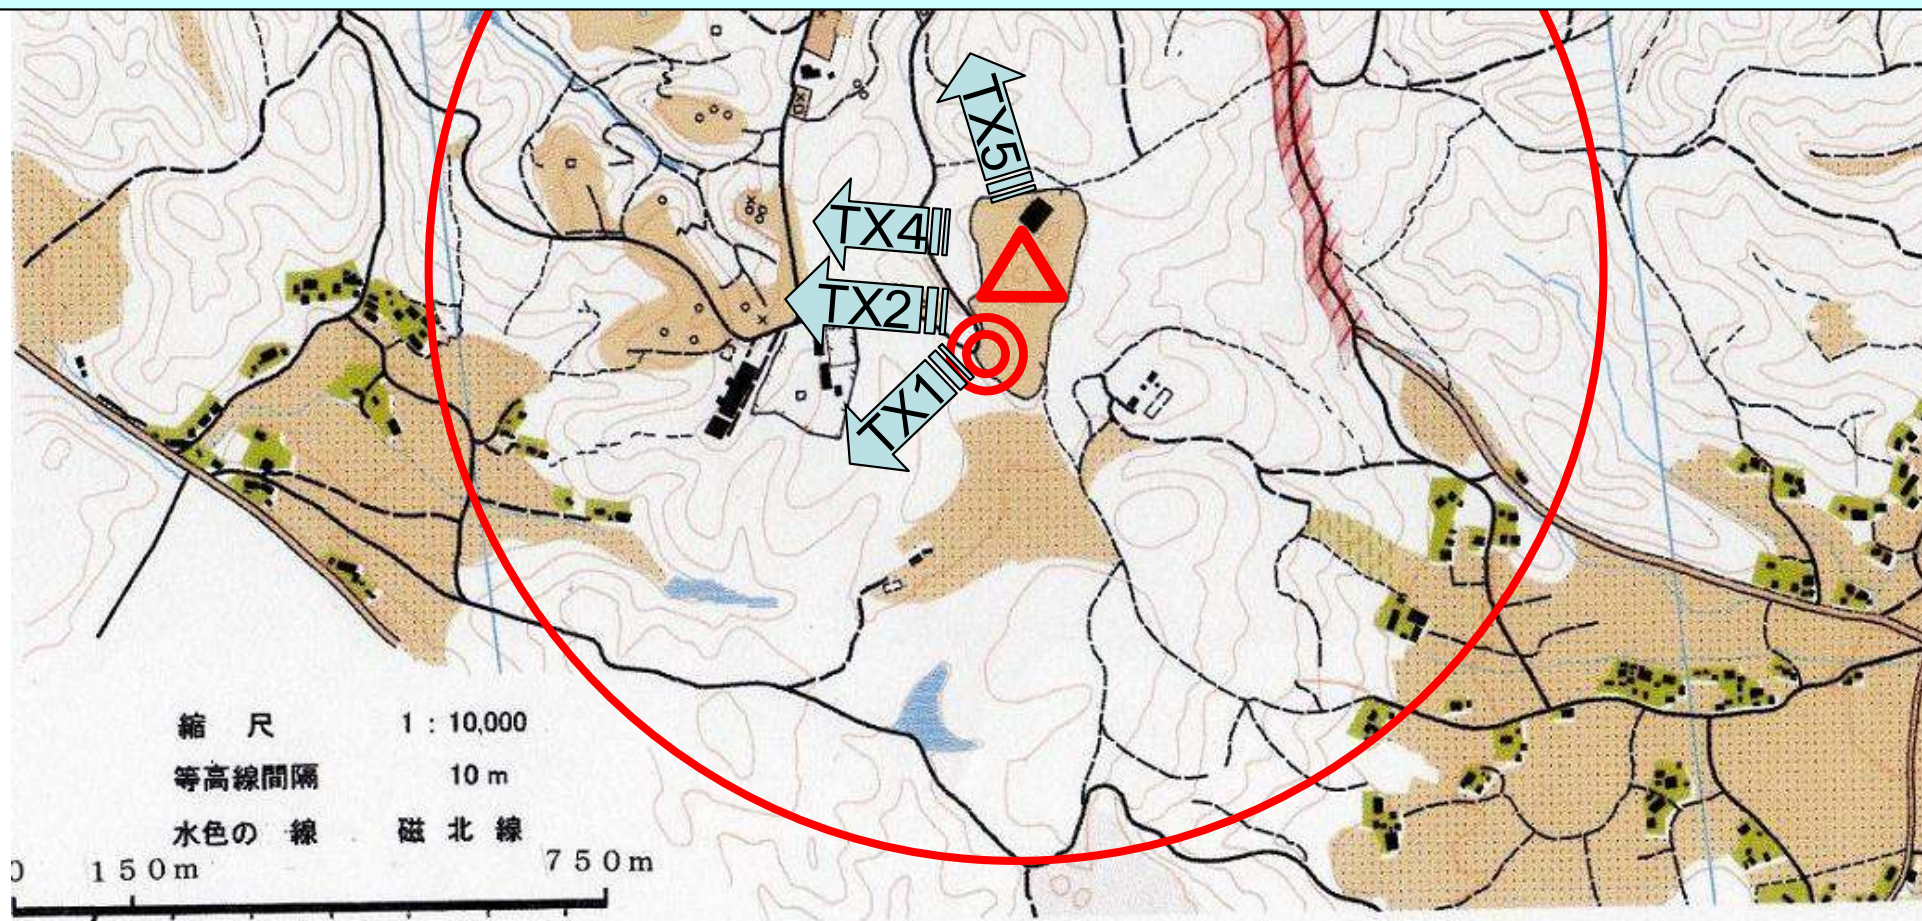 TX5
TX4
TX2
TX1
縮 尺 1 : 10,000
等高線間隔 10 m
水色の 線 磁 北 線
0 150m 750m